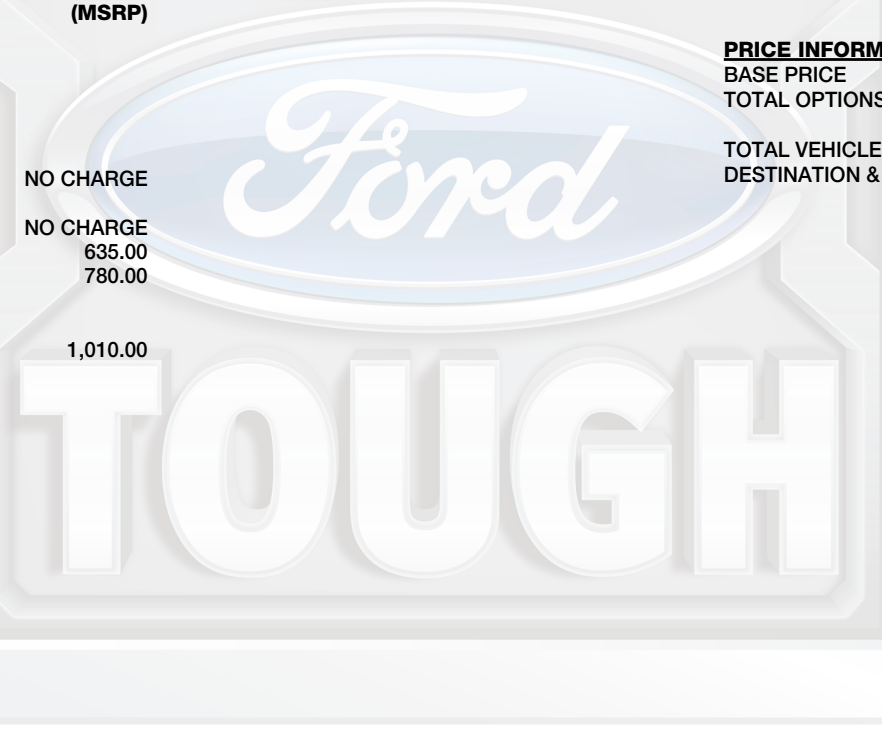 (MSRP)
NO CHARGE
NO CHARGE
635.00
780.00
1,010.00
PRICE INFORM
BASE PRICE
TOTAL OPTIONS
TOTAL VEHICLE
DESTINATION &
Ford
TOUGH